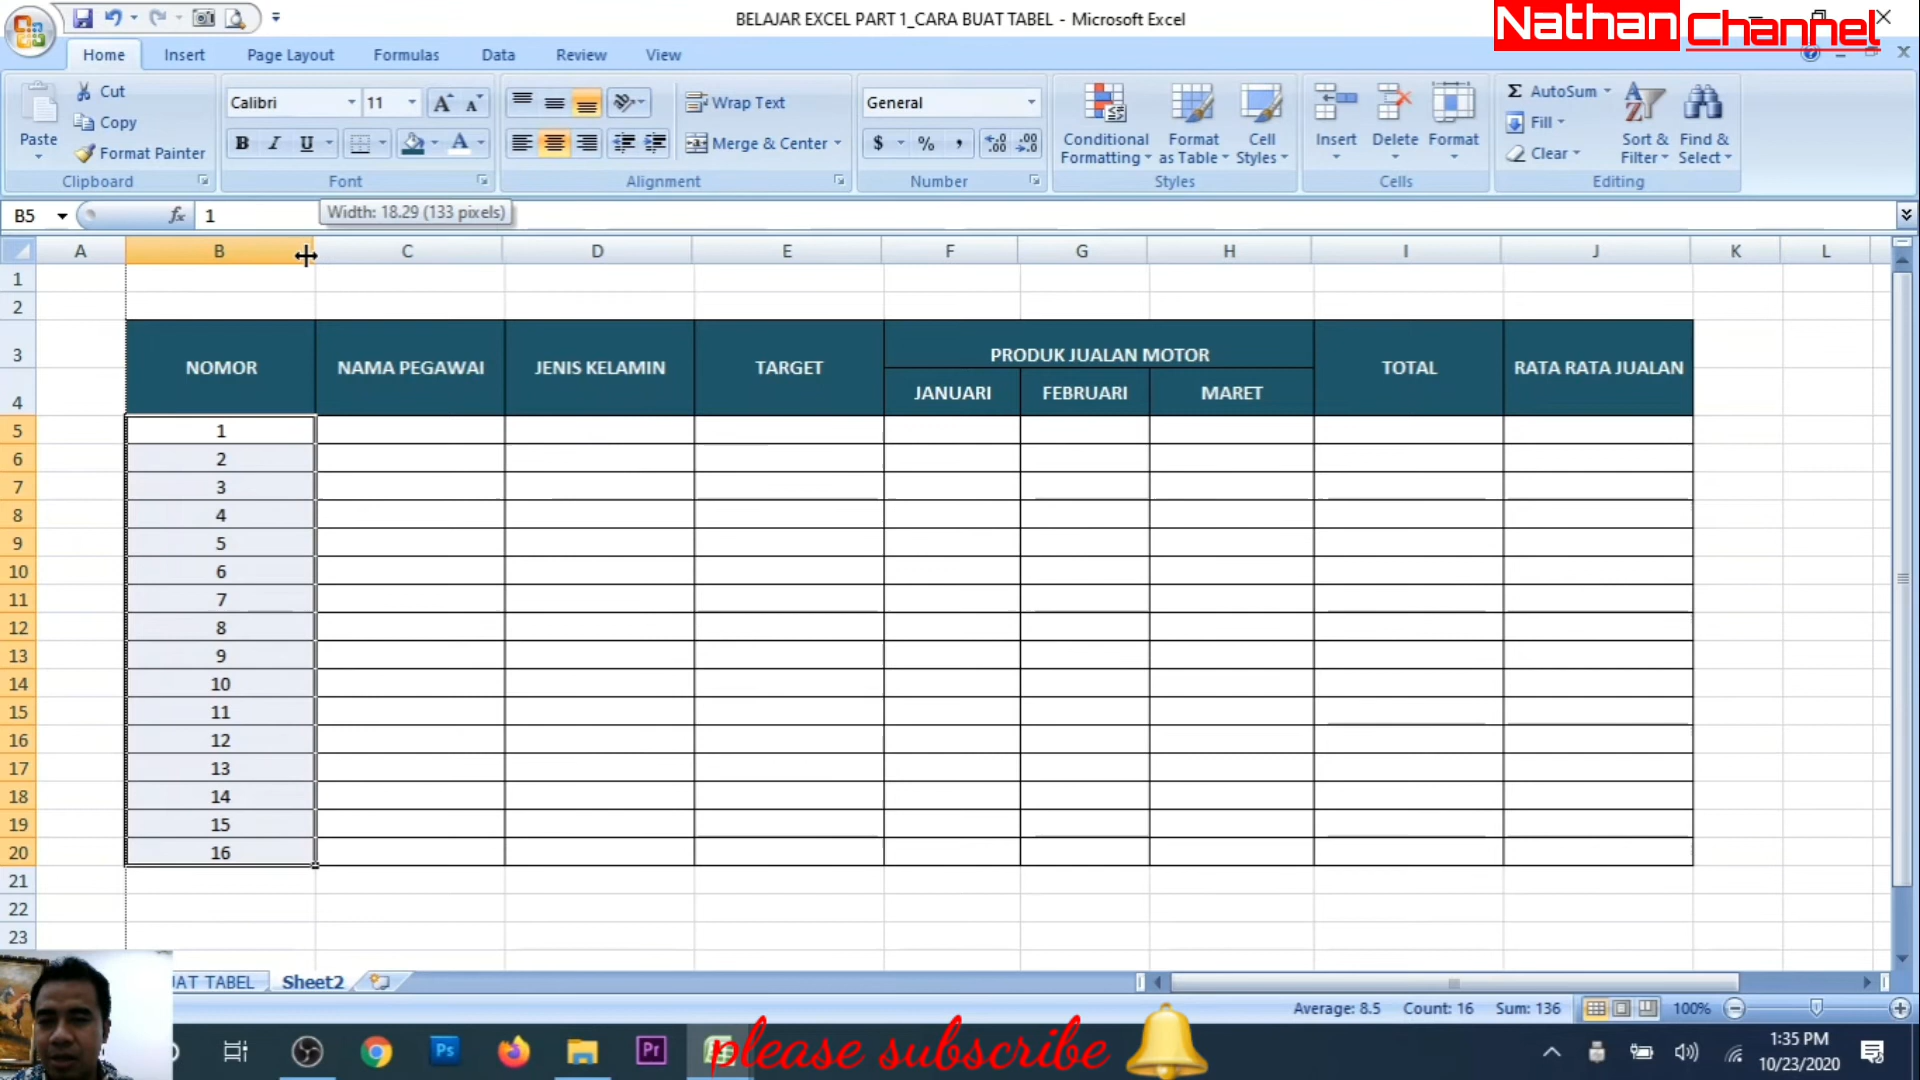 BELAJAR EXCEL PART 1_CARA BUAT TABEL - Microsoft Excel
Nathan Channel
Home Insert Page Layout Formulas Data Review View
Paste
Cut
Copy
Format Painter
Clipboard
Calibri 11
B I U A
Font
Wrap Text
Merge & Center
Alignment
General
$ % ,
Number
Conditional Formatting
Format as Table
Cell Styles
Styles
Insert Delete Format
Cells
AutoSum
Fill
Clear
Sort & Filter
Find & Select
Editing
B5 fx 1
Width: 18.29 (133 pixels)
A B C D E F G H I J K L
1
2
3 NOMOR NAMA PEGAWAI JENIS KELAMIN TARGET PRODUK JUALAN MOTOR TOTAL RATA RATA JUALAN
4 JANUARI FEBRUARI MARET
5 1
6 2
7 3
8 4
9 5
10 6
11 7
12 8
13 9
14 10
15 11
16 12
17 13
18 14
19 15
20 16
21
22
23
UAT TABEL Sheet2
Average: 8.5 Count: 16 Sum: 136 100%
Ps Pr
please subscribe
1:35 PM
10/23/2020